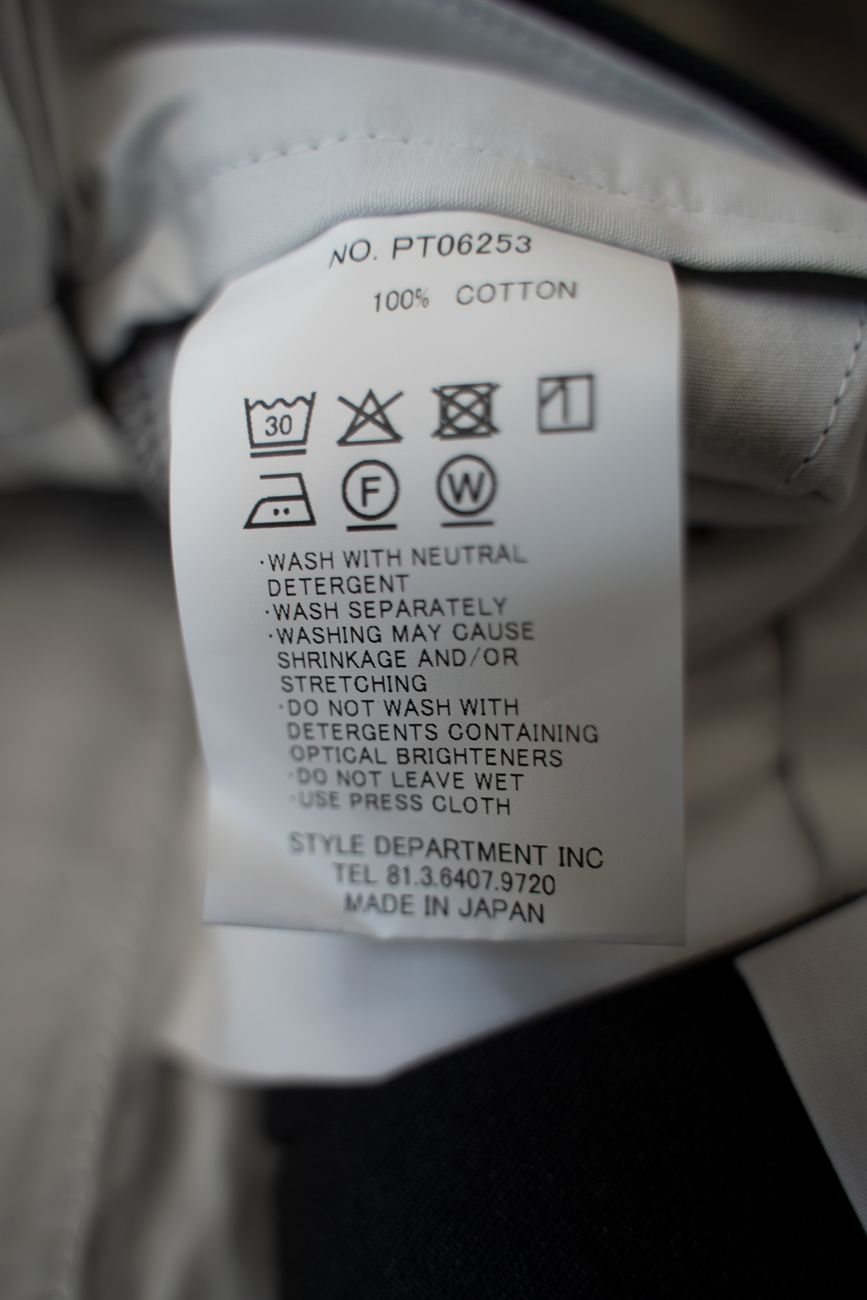 NO. PT06253
100% COTTON
30
F W
·WASH WITH NEUTRAL
DETERGENT
·WASH SEPARATELY
·WASHING MAY CAUSE
SHRINKAGE AND/OR
STRETCHING
·DO NOT WASH WITH
DETERGENTS CONTAINING
OPTICAL BRIGHTENERS
·DO NOT LEAVE WET
·USE PRESS CLOTH
STYLE DEPARTMENT INC
TEL 81.3.6407.9720
MADE IN JAPAN